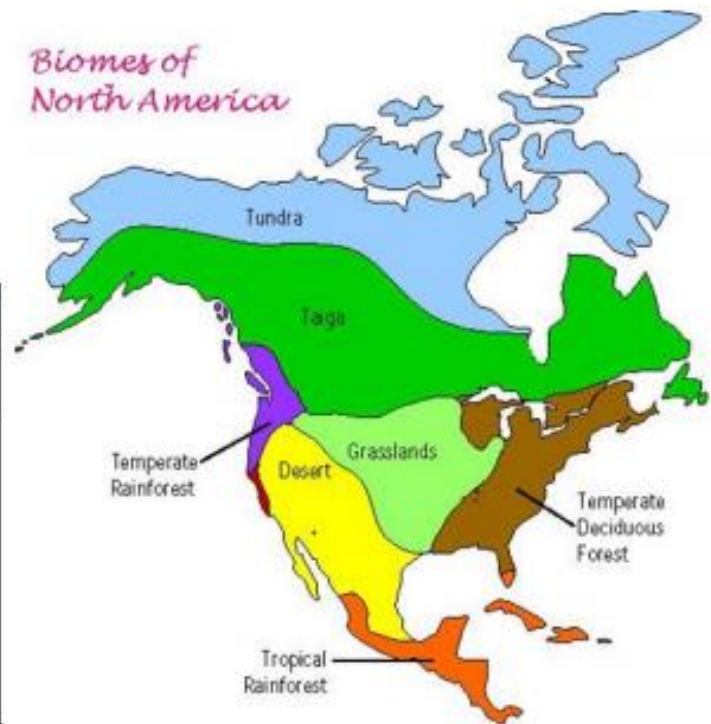 Biomes of
North America
Tundra
Taiga
Grasslands
Temperate
Rainforest
Desert
Temperate
Deciduous
Forest
Tropical
Rainforest